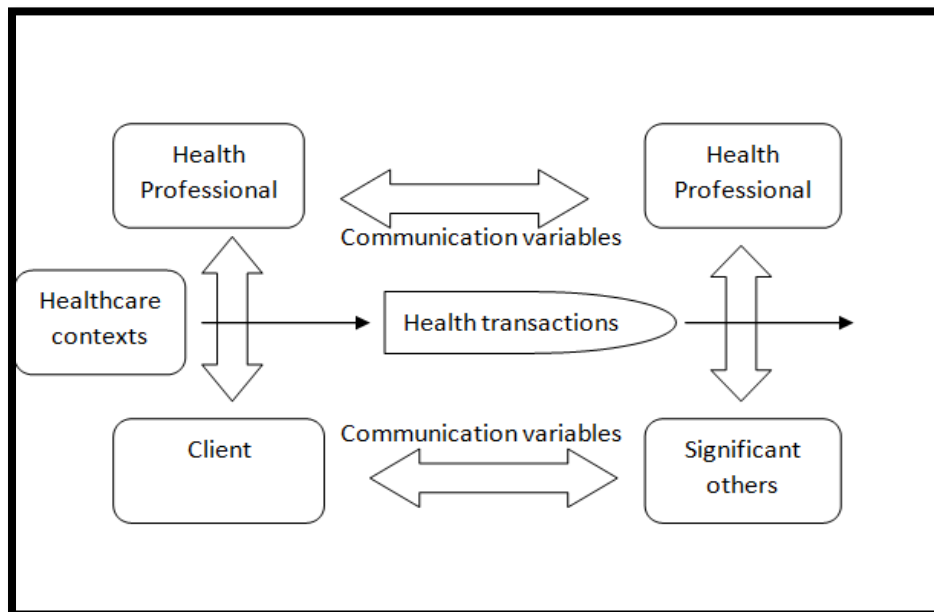 Health
Professional
Health
Professional
Communication variables
Healthcare
contexts
Health transactions
Client
Communication variables
Significant
others